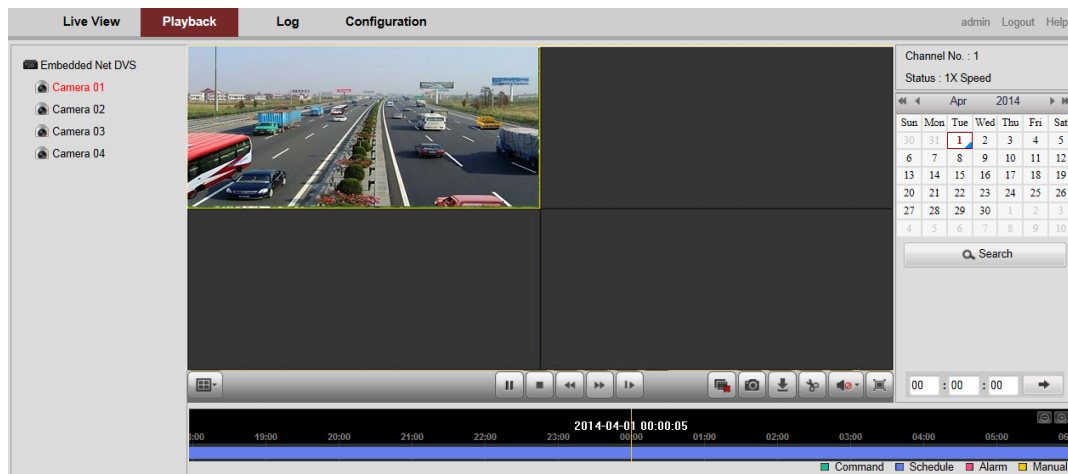 Live View Playback Log Configuration admin Logout Help
Embedded Net DVS
Camera 01
Camera 02
Camera 03
Camera 04
Channel No. : 1
Status : 1X Speed
Apr 2014
Sun Mon Tue Wed Thu Fri Sat
30 31 1 2 3 4 5
6 7 8 9 10 11 12
13 14 15 16 17 18 19
20 21 22 23 24 25 26
27 28 29 30 1 2 3
4 5 6 7 8 9 10
Search
00 : 00 : 00
2014-04-01 00:00:05
:00 19:00 20:00 21:00 22:00 23:00 00:00 01:00 02:00 03:00 04:00 05:00 06
Command Schedule Alarm Manual